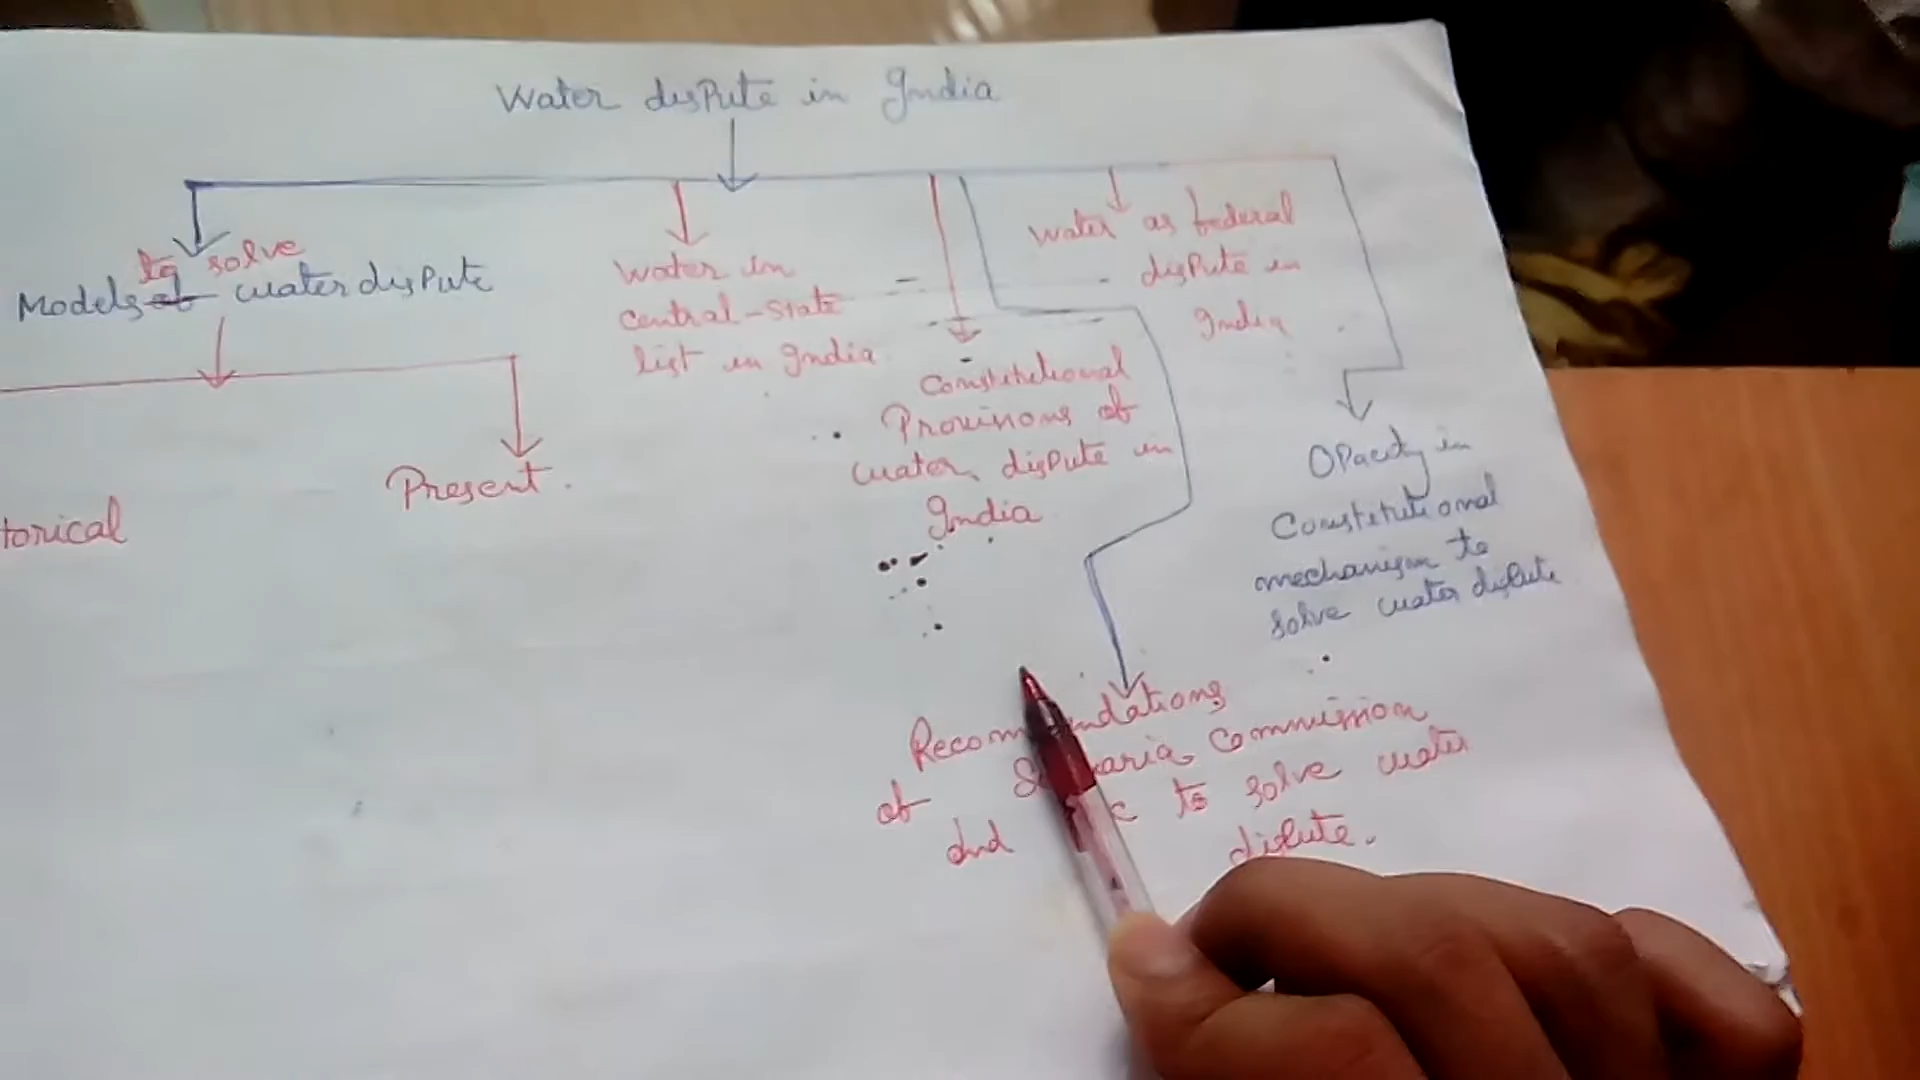 Water dispute in India
to solve
Models of water dispute
Present.
torical
water in
central-state
list in India
Constitutional
Provisions of
water dispute in
India
water as federal
dispute in
India
Opacity in
Constitutional
mechanism to
solve water dispute
Recom ndations
of S karia Commission
and c to solve water
dispute.